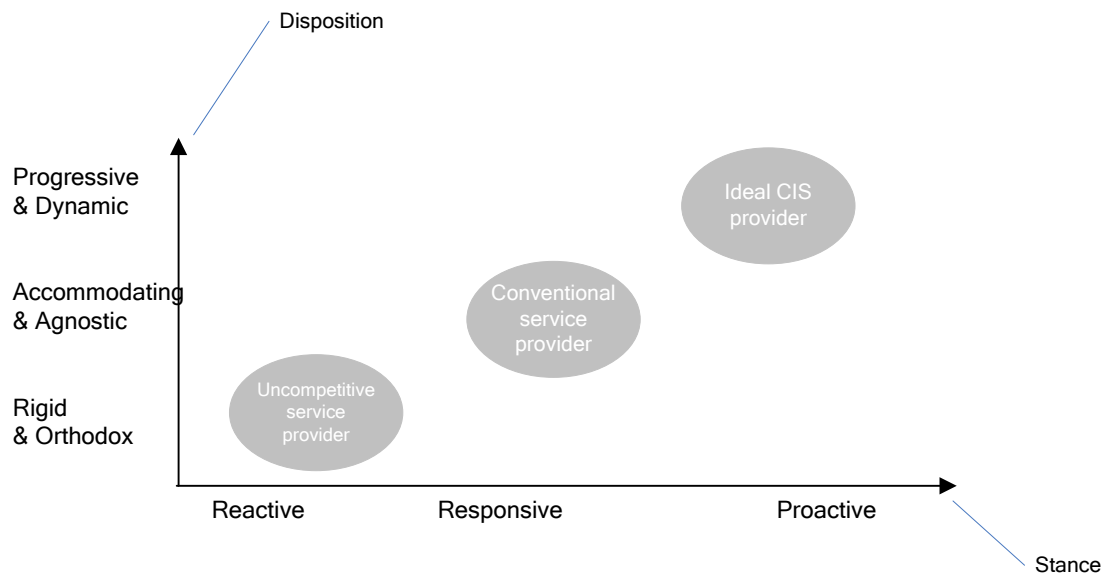 Disposition
Progressive
& Dynamic
Ideal CIS
provider
Accommodating
& Agnostic
Conventional
service
provider
Uncompetitive
service
provider
Rigid
& Orthodox
Reactive
Responsive
Proactive
Stance